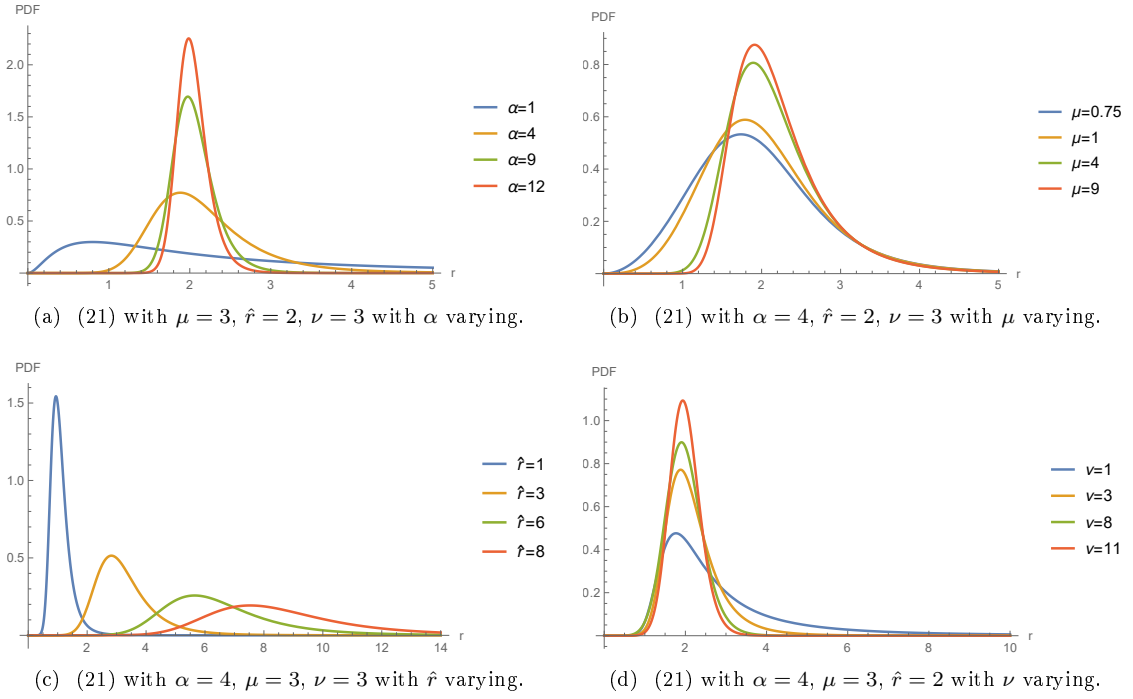 PDF
2.0
1.5
1.0
0.5
1 2 3 4 5 r
α=1
α=4
α=9
α=12
(a) (21) with μ = 3, r̂ = 2, ν = 3 with α varying.
PDF
0.8
0.6
0.4
0.2
1 2 3 4 5 r
μ=0.75
μ=1
μ=4
μ=9
(b) (21) with α = 4, r̂ = 2, ν = 3 with μ varying.
PDF
1.5
1.0
0.5
2 4 6 8 10 12 14 r
r̂=1
r̂=3
r̂=6
r̂=8
(c) (21) with α = 4, μ = 3, ν = 3 with r̂ varying.
PDF
1.0
0.8
0.6
0.4
0.2
2 4 6 8 10 r
ν=1
ν=3
ν=8
ν=11
(d) (21) with α = 4, μ = 3, r̂ = 2 with ν varying.